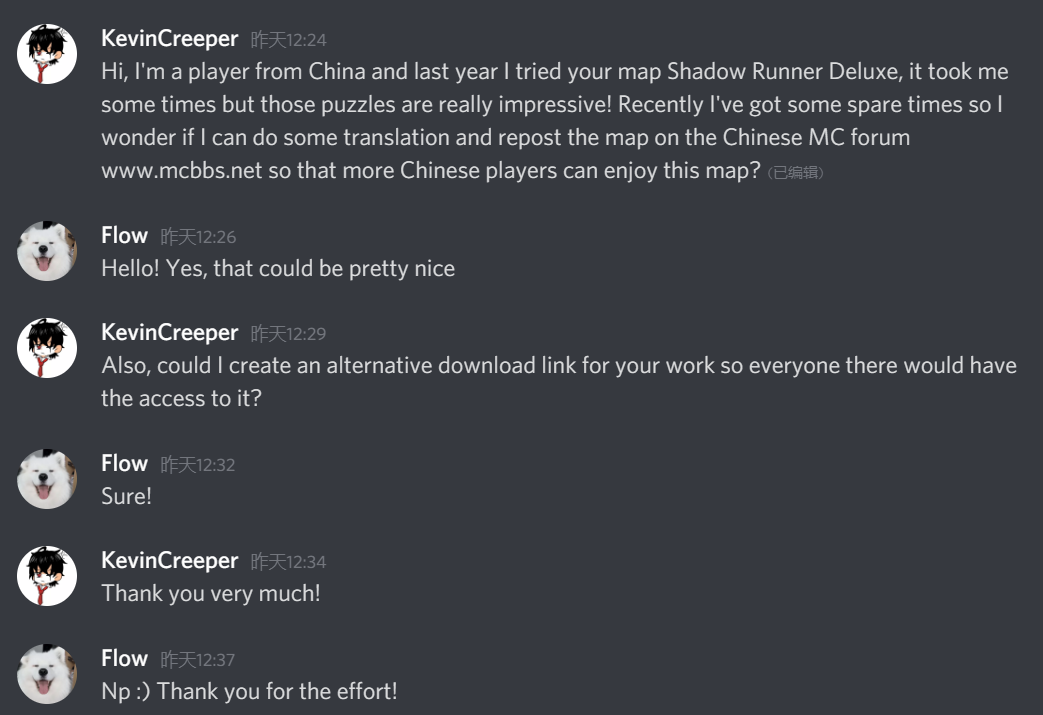 KevinCreeper 昨天12:24
Hi, I'm a player from China and last year I tried your map Shadow Runner Deluxe, it took me
some times but those puzzles are really impressive! Recently I've got some spare times so I
wonder if I can do some translation and repost the map on the Chinese MC forum
www.mcbbs.net so that more Chinese players can enjoy this map? (已编辑)
Flow 昨天12:26
Hello! Yes, that could be pretty nice
KevinCreeper 昨天12:29
Also, could I create an alternative download link for your work so everyone there would have
the access to it?
Flow 昨天12:32
Sure!
KevinCreeper 昨天12:34
Thank you very much!
Flow 昨天12:37
Np :) Thank you for the effort!